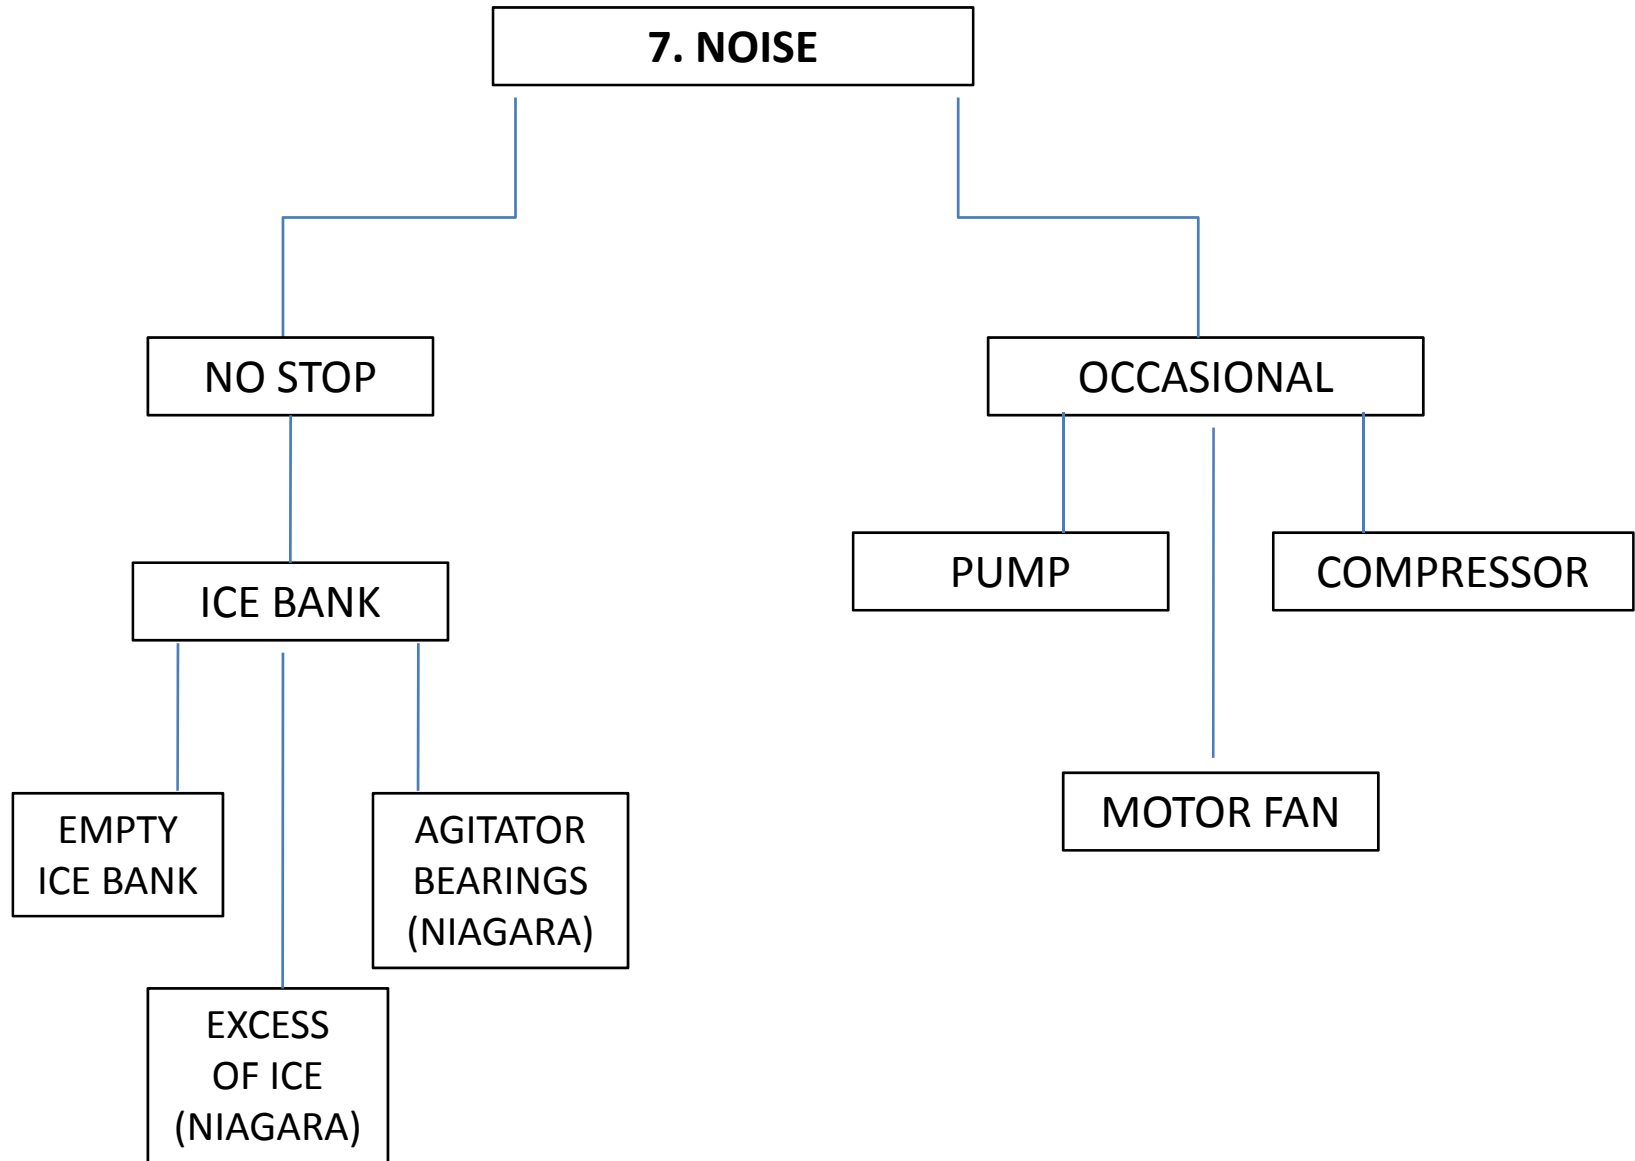 7. NOISE
NO STOP
OCCASIONAL
ICE BANK
PUMP
COMPRESSOR
EMPTY
ICE BANK
AGITATOR
BEARINGS
(NIAGARA)
MOTOR FAN
EXCESS
OF ICE
(NIAGARA)